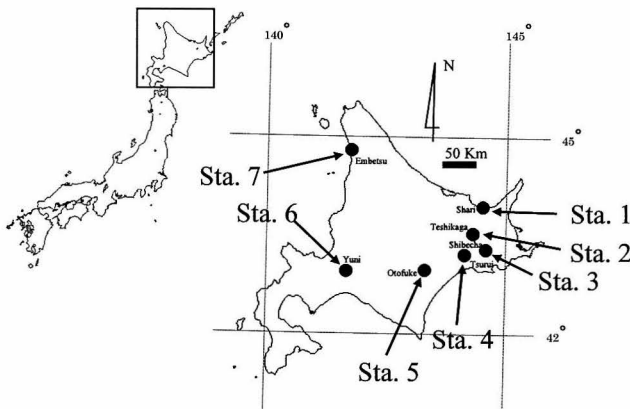 140°
145°
N
45°
50 Km
Embetsu
Sta. 7
Shari
Sta. 1
Sta. 6
Teshikaga
Sta. 2
Shibecha
Yuni
Otofuke
Tsurui
Sta. 3
Sta. 4
42°
Sta. 5